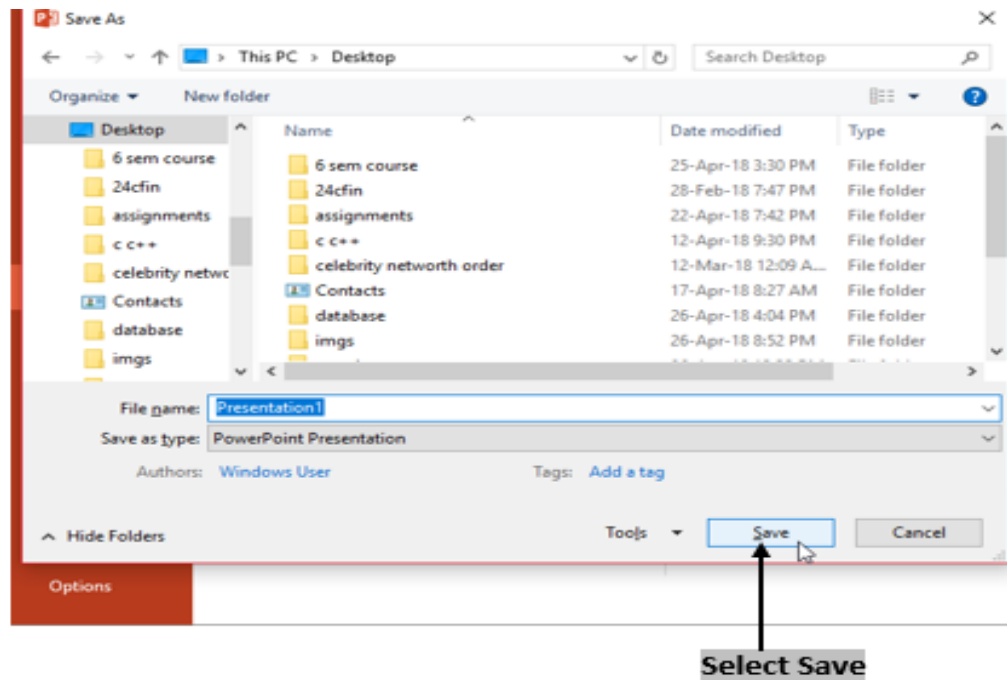 Save As
This PC > Desktop
Search Desktop
Organize
New folder
Desktop
6 sem course
24cfin
assignments
c c++
celebrity netwc
Contacts
database
imgs
Name Date modified Type
6 sem course 25-Apr-18 3:30 PM File folder
24cfin 28-Feb-18 7:47 PM File folder
assignments 22-Apr-18 7:42 PM File folder
c c++ 12-Apr-18 9:30 PM File folder
celebrity networth order 12-Mar-18 12:09 A... File folder
Contacts 17-Apr-18 8:27 AM File folder
database 26-Apr-18 4:04 PM File folder
imgs 26-Apr-18 8:52 PM File folder
File name: Presentation1
Save as type: PowerPoint Presentation
Authors: Windows User Tags: Add a tag
Hide Folders Tools Save Cancel
Options
Select Save